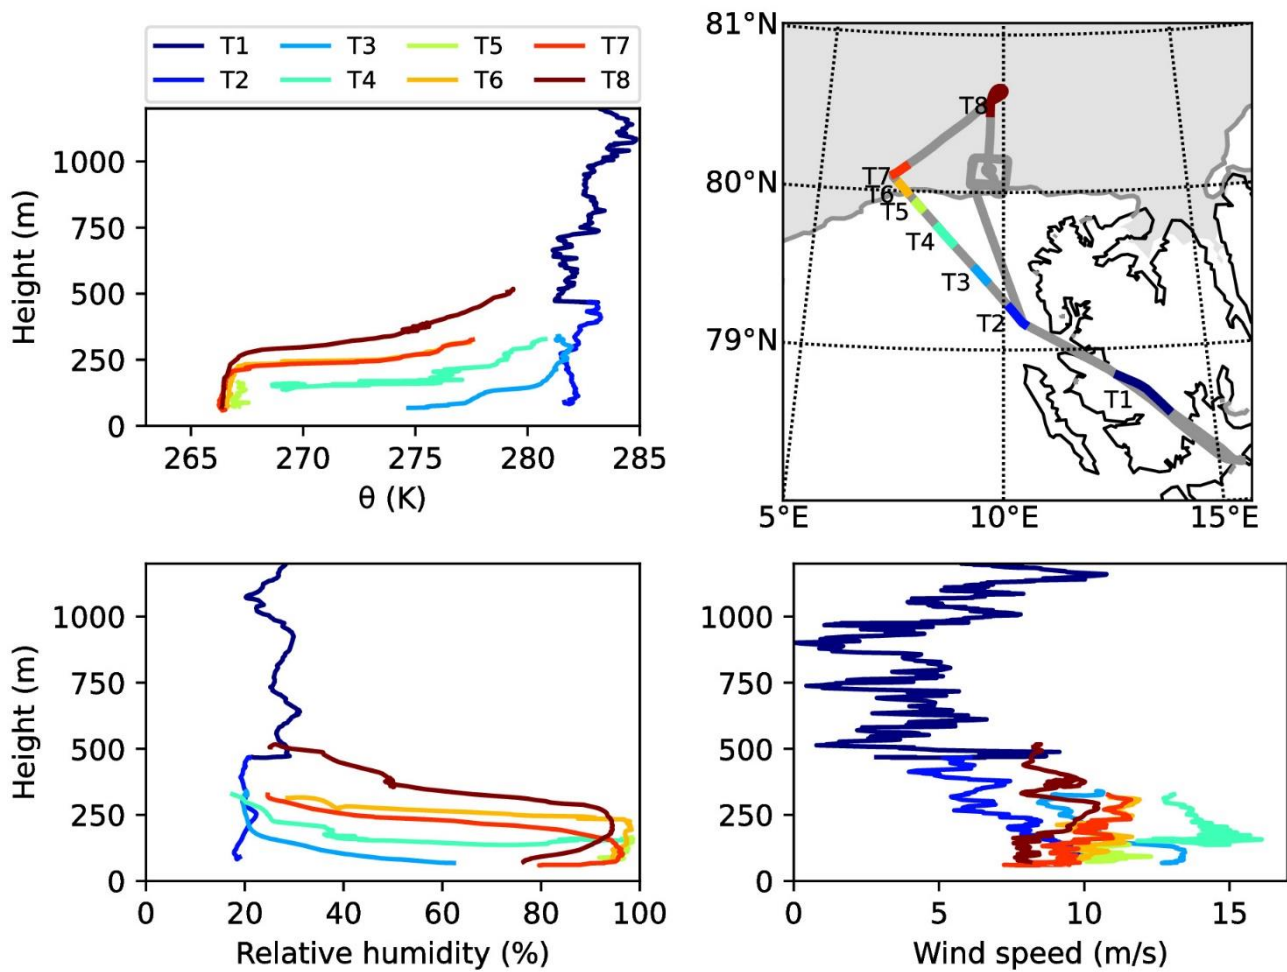 T1 T3 T5 T7
T2 T4 T6 T8
1000
750
500
250
0
Height (m)
265 270 275 280 285
θ (K)
81°N
80°N
79°N
T8
T7
T6
T5
T4
T3
T2
T1
5°E 10°E 15°E
1000
750
500
250
0
Height (m)
0 20 40 60 80 100
Relative humidity (%)
1000
750
500
250
0
0 5 10 15
Wind speed (m/s)